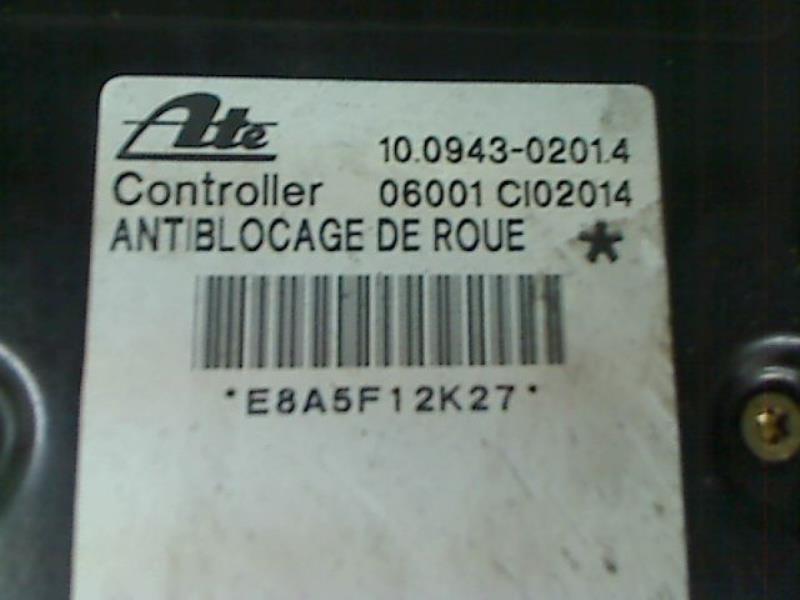 Ate
10.0943-0201.4
Controller 06001 CI02014
ANTIBLOCAGE DE ROUE *
*E8A5F12K27*